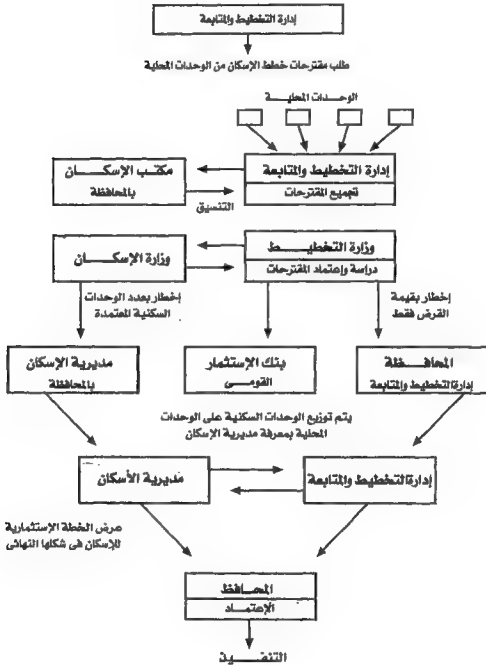 إدارة التخطيط والمتابعة
طلب مقترحات خطط الإسكان من الوحدات المحلية
الوحدات المحلية
إدارة التخطيط والمتابعة
تجميع المقترحات
مكتب الإسكان
بالمحافظة
التنسيق
وزارة التخطيط
دراسة وإعتماد المقترحات
وزارة الإسكان
إخطار بقيمة
القرض فقط
إخطار بعدد الوحدات
السكنية المعتمدة
المحافظة
إدارة التخطيط والمتابعة
بنك الإستثمار
القومى
مديرية الإسكان
بالمحافظة
يتم توزيع الوحدات السكنية على الوحدات
المحلية بمعرفة مديرية الإسكان
إدارة التخطيط والمتابعة
مديرية الأسكان
عرض الخطة الإستثمارية
للإسكان فى شكلها النهائى
المحافظ
الإعتماد
التنفيذ